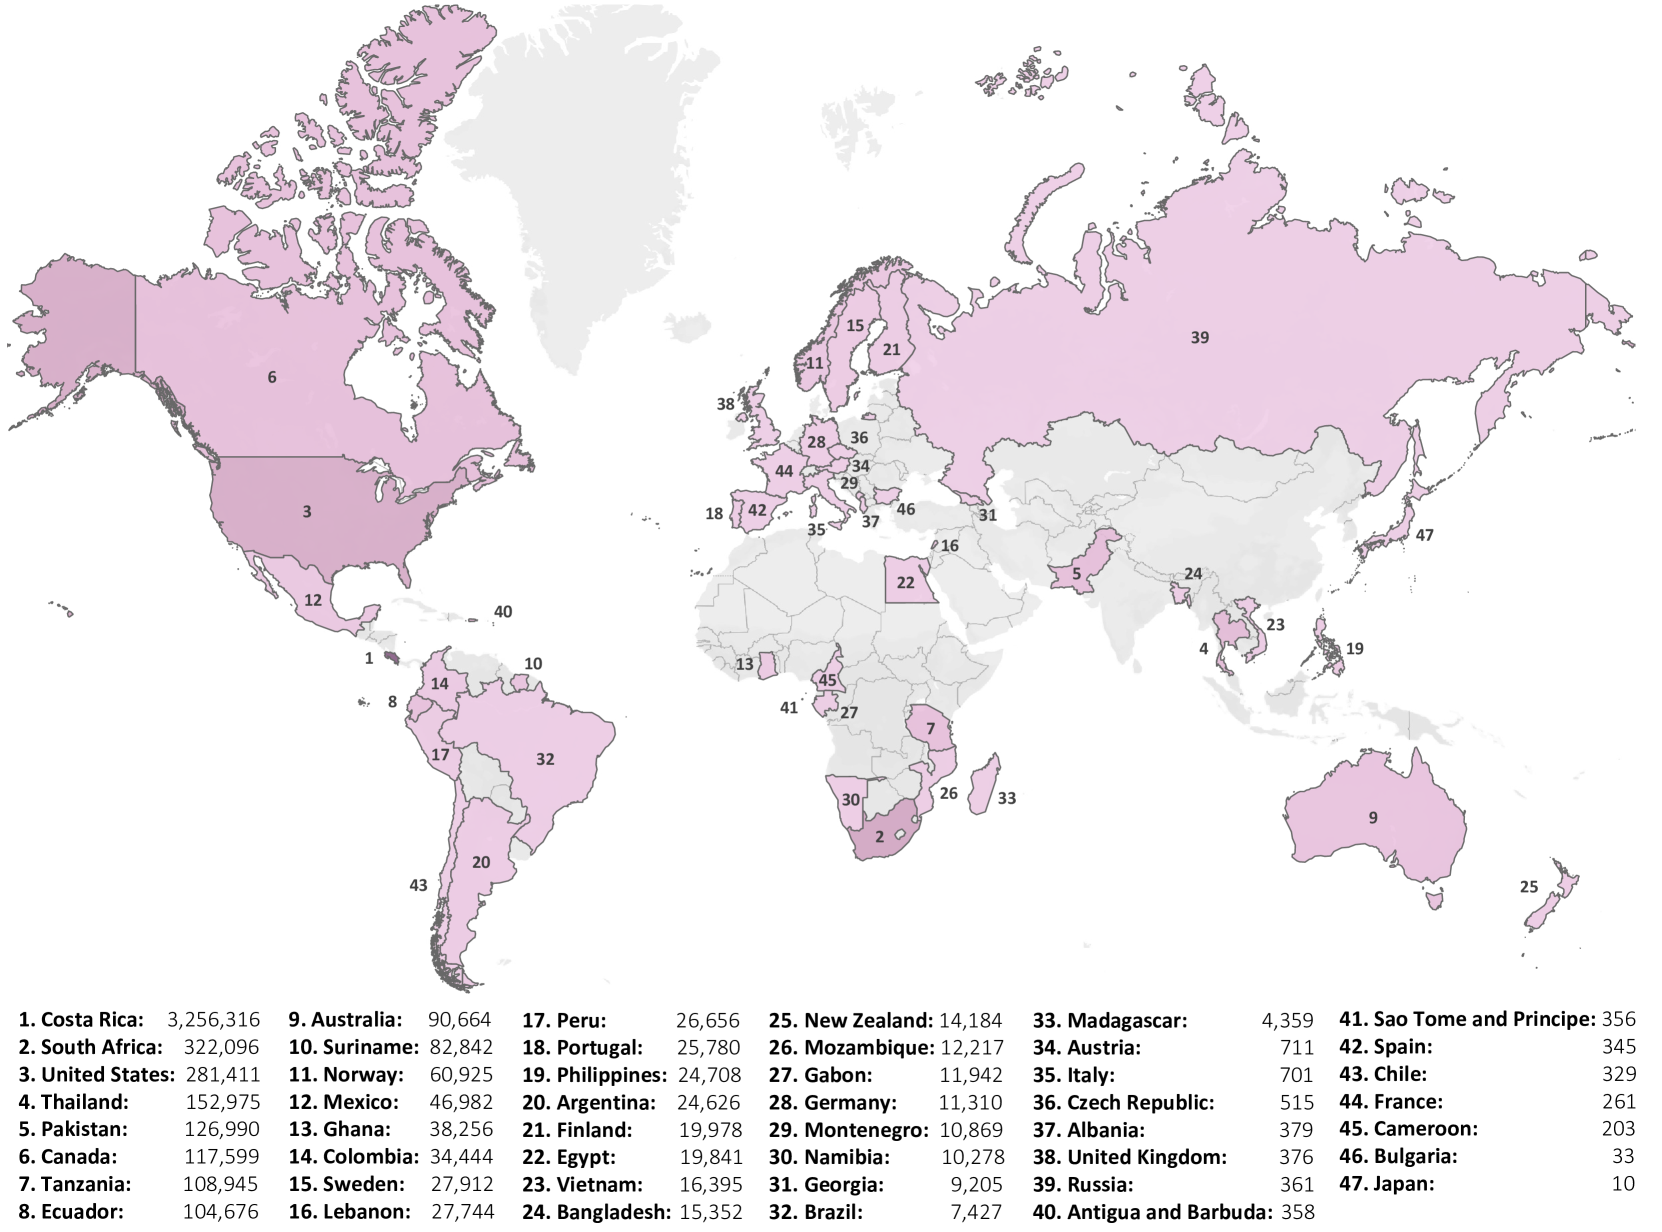 6
15
21
11
39
38
28
36
34
44
29
3
18
42
35
37
46
31
16
47
12
22
5
24
40
23
1
13
4
19
10
14
45
8
41
27
7
17
32
26
33
30
2
9
20
43
25
1. Costa Rica: 3,256,316
2. South Africa: 322,096
3. United States: 281,411
4. Thailand: 152,975
5. Pakistan: 126,990
6. Canada: 117,599
7. Tanzania: 108,945
8. Ecuador: 104,676
9. Australia: 90,664
10. Suriname: 82,842
11. Norway: 60,925
12. Mexico: 46,982
13. Ghana: 38,256
14. Colombia: 34,444
15. Sweden: 27,912
16. Lebanon: 27,744
17. Peru: 26,656
18. Portugal: 25,780
19. Philippines: 24,708
20. Argentina: 24,626
21. Finland: 19,978
22. Egypt: 19,841
23. Vietnam: 16,395
24. Bangladesh: 15,352
25. New Zealand: 14,184
26. Mozambique: 12,217
27. Gabon: 11,942
28. Germany: 11,310
29. Montenegro: 10,869
30. Namibia: 10,278
31. Georgia: 9,205
32. Brazil: 7,427
33. Madagascar: 4,359
34. Austria: 711
35. Italy: 701
36. Czech Republic: 515
37. Albania: 379
38. United Kingdom: 376
39. Russia: 361
40. Antigua and Barbuda: 358
41. Sao Tome and Principe: 356
42. Spain: 345
43. Chile: 329
44. France: 261
45. Cameroon: 203
46. Bulgaria: 33
47. Japan: 10